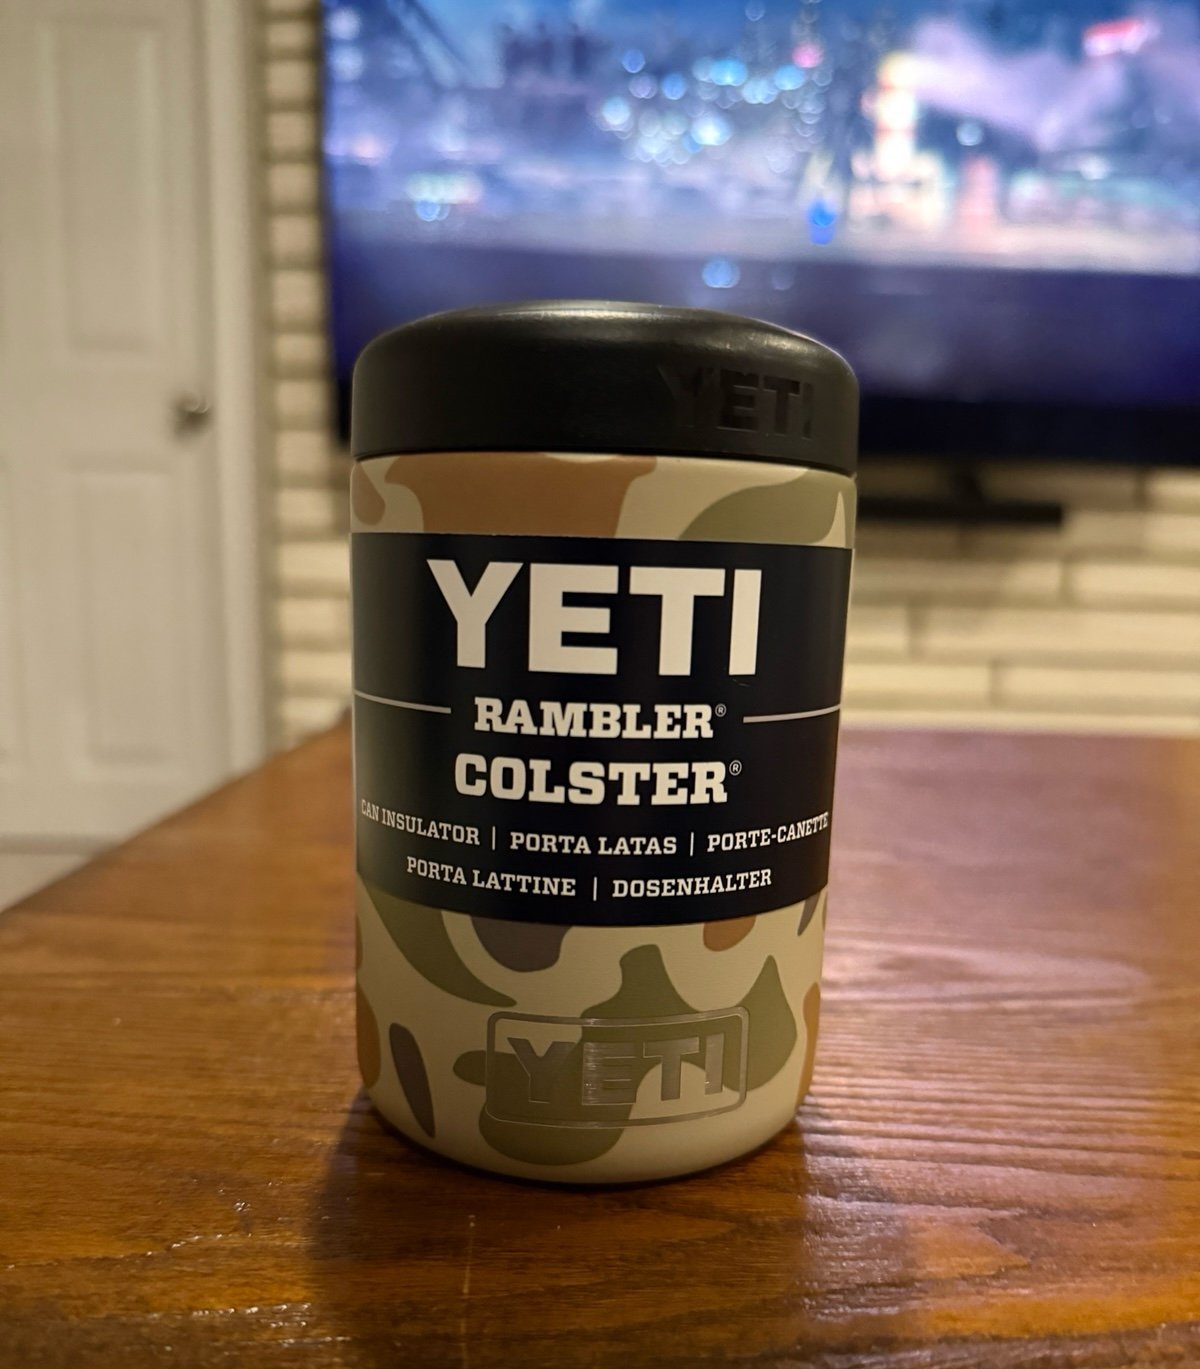 YETI
YETI
RAMBLER®
COLSTER®
CAN INSULATOR | PORTA LATAS | PORTE-CANETTE
PORTA LATTINE | DOSENHALTER
YETI